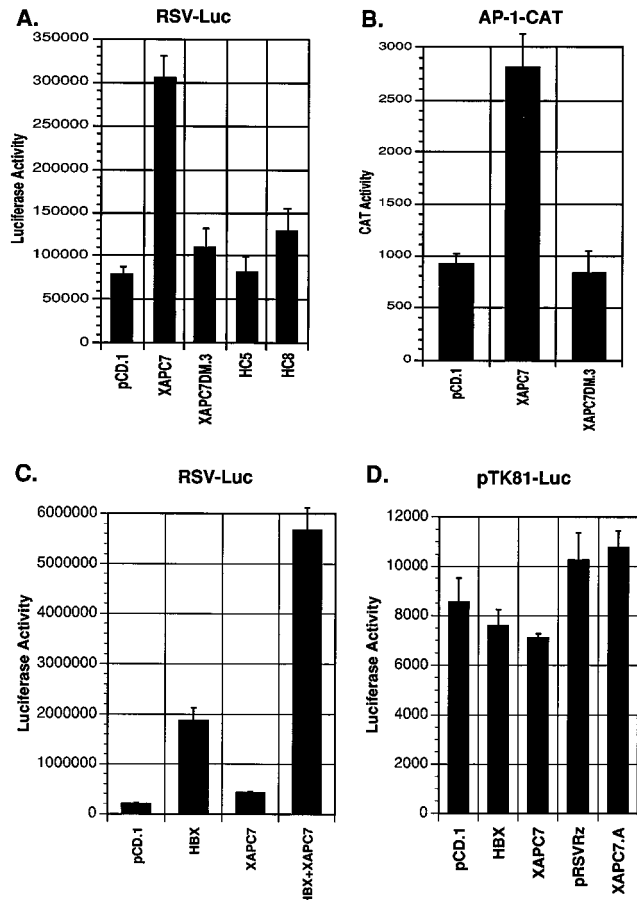 A.
RSV-Luc
Luciferase Activity
350000
300000
250000
200000
150000
100000
50000
0
pCD.1
XAPC7
XAPC7DM.3
HC5
HC8
B.
AP-1-CAT
CAT Activity
3000
2500
2000
1500
1000
500
0
pCD.1
XAPC7
XAPC7DM.3
C.
RSV-Luc
Luciferase Activity
6000000
5000000
4000000
3000000
2000000
1000000
0
pCD.1
HBX
XAPC7
HBX+XAPC7
D.
pTK81-Luc
Luciferase Activity
12000
10000
8000
6000
4000
2000
0
pCD.1
HBX
XAPC7
pRSVRz
XAPC7.A